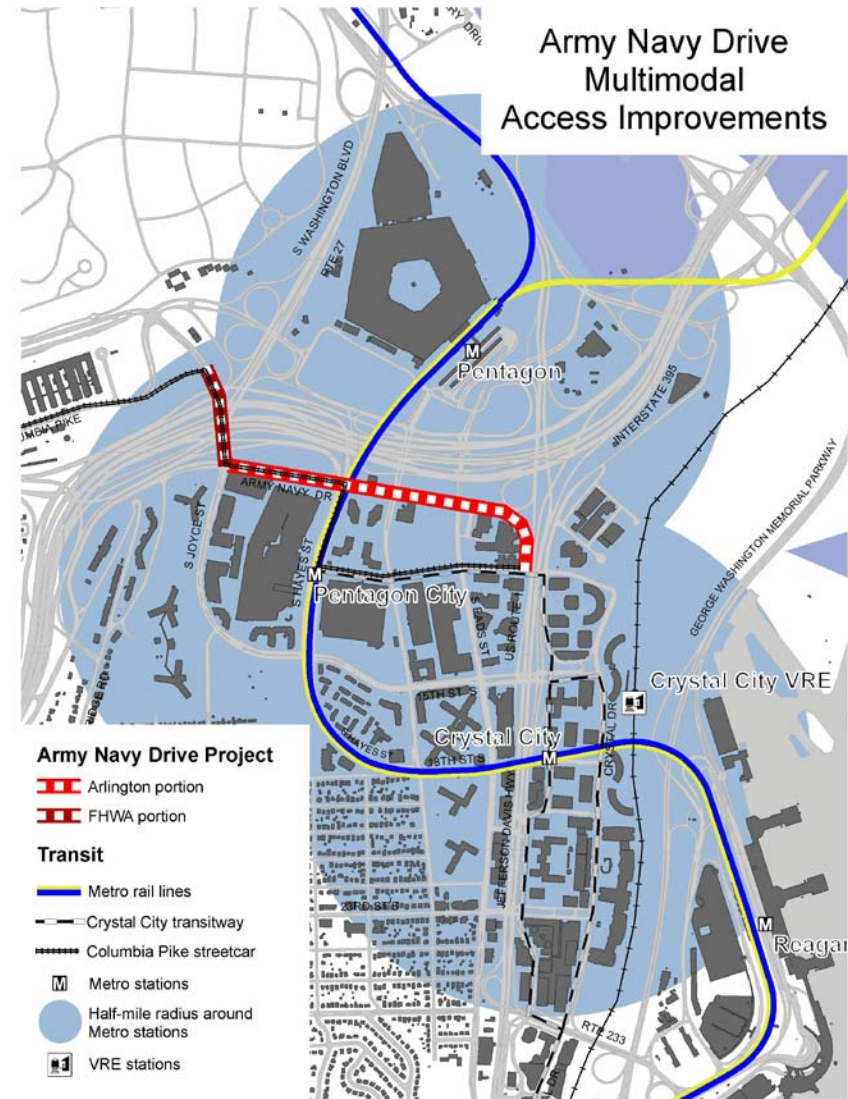 Army Navy Drive
Multimodal
Access Improvements
S WASHINGTON BLVD
RTE 27
Pentagon
INTERSTATE 395
GEORGE WASHINGTON MEMORIAL PARKWAY
ARMY NAVY DR
S JOYCE ST
S HAYES ST
Pentagon City
S EADS ST
US ROUTE 1
15TH ST S
Crystal City VRE
Crystal City
CRYSTAL DR
S HAYES ST
18TH ST S
JEFFERSON DAVIS HWY
23RD ST S
Reagan
RTE 233
Army Navy Drive Project
Arlington portion
FHWA portion
Transit
Metro rail lines
Crystal City transitway
Columbia Pike streetcar
M Metro stations
Half-mile radius around
Metro stations
VRE stations